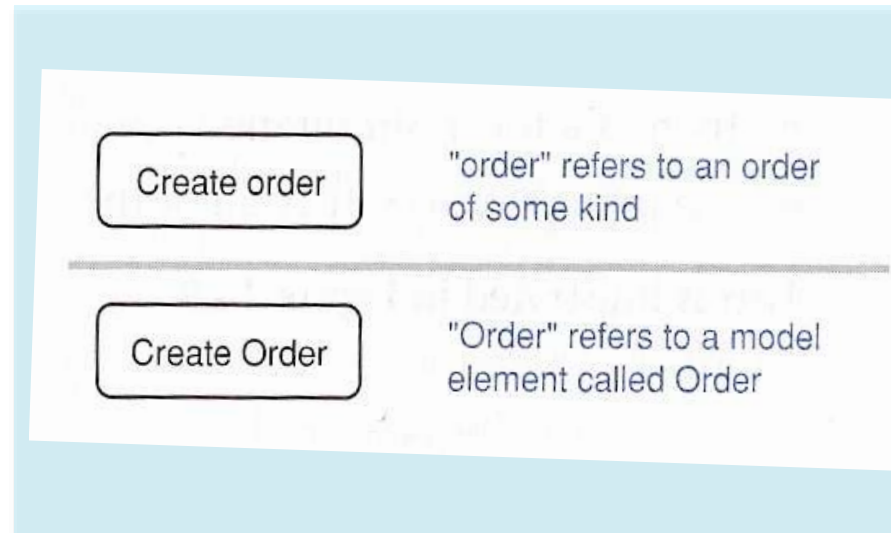 Create order
"order" refers to an order
of some kind
Create Order
"Order" refers to a model
element called Order